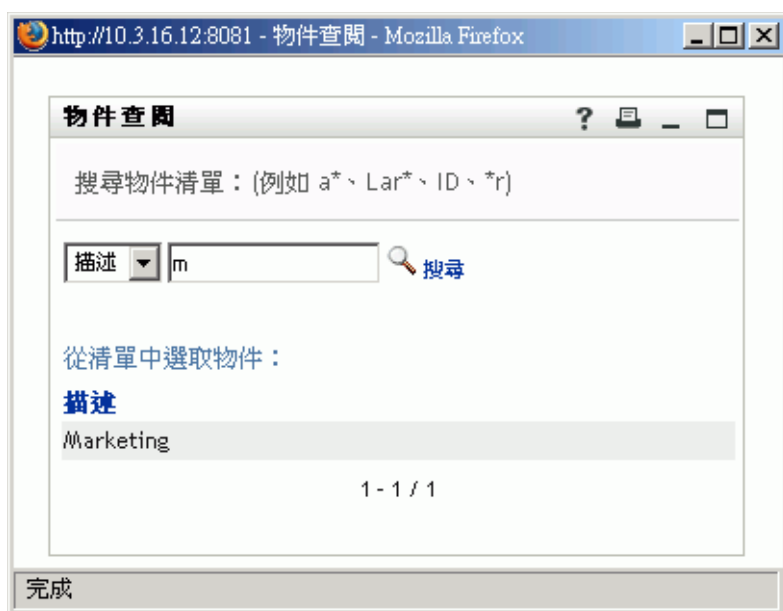 http://10.3.16.12:8081 - 物件查閱 - Mozilla Firefox
物件查閱
?
搜尋物件清單：(例如 a*、Lar*、ID、*r)
描述 m 搜尋
從清單中選取物件：
描述
Marketing
1 - 1 / 1
完成